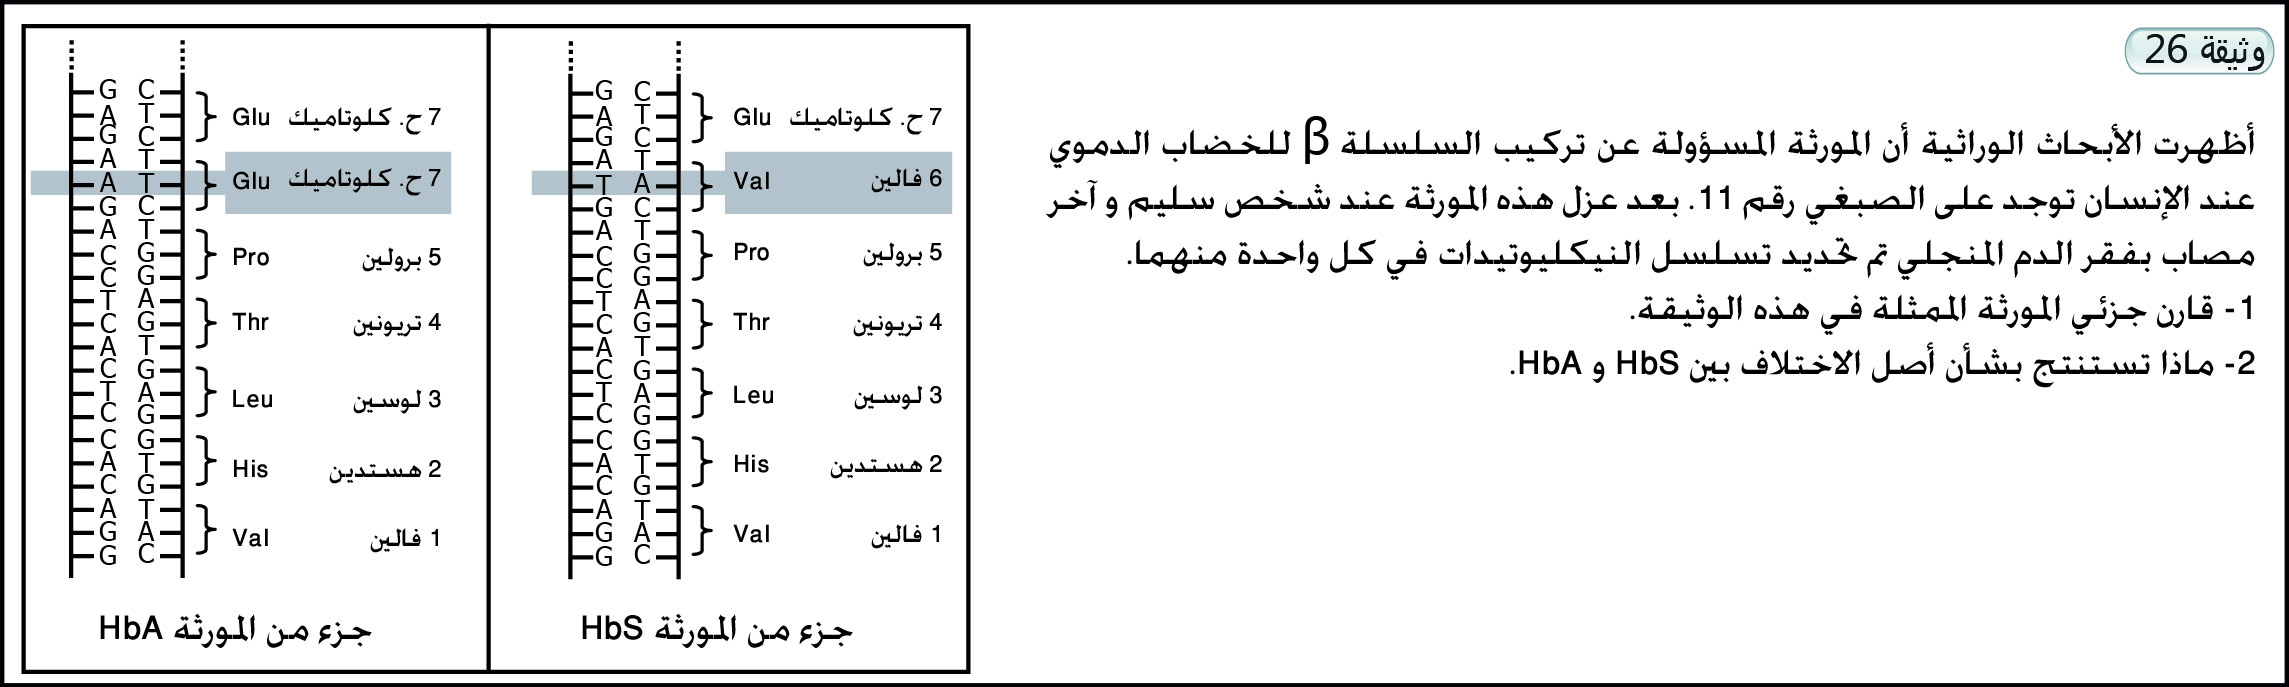 وثيقة 26
أظهرت الأبحاث الوراثية أن المورثة المسؤولة عن تركيب السلسلة β للخضاب الدموي
عند الإنسان توجد على الصبغي رقم 11. بعد عزل هذه المورثة عند شخص سليم و آخر
مصاب بفقر الدم المنجلي تم تحديد تسلسل النيكليوتيدات في كل واحدة منهما.
1- قارن جزئي المورثة الممثلة في هذه الوثيقة.
2- ماذا تستنتج بشأن أصل الاختلاف بين HbS و HbA.
G C
A T
G C
Glu 7 ح. كلوتاميك
A T
A T
G C
Glu 7 ح. كلوتاميك
A T
C G
C G
Pro 5 برولين
T A
C G
A T
Thr 4 تريونين
C G
T A
C G
Leu 3 لوسين
C G
A T
C G
His 2 هستدين
A T
G A
G C
Val 1 فالين
جزء من المورثة HbA
G C
A T
G C
Glu 7 ح. كلوتاميك
A T
T A
G C
Val 6 فالين
A T
C G
C G
Pro 5 برولين
T A
C G
A T
Thr 4 تريونين
C G
T A
C G
Leu 3 لوسين
C G
A T
C G
His 2 هستدين
A T
G A
G C
Val 1 فالين
جزء من المورثة HbS